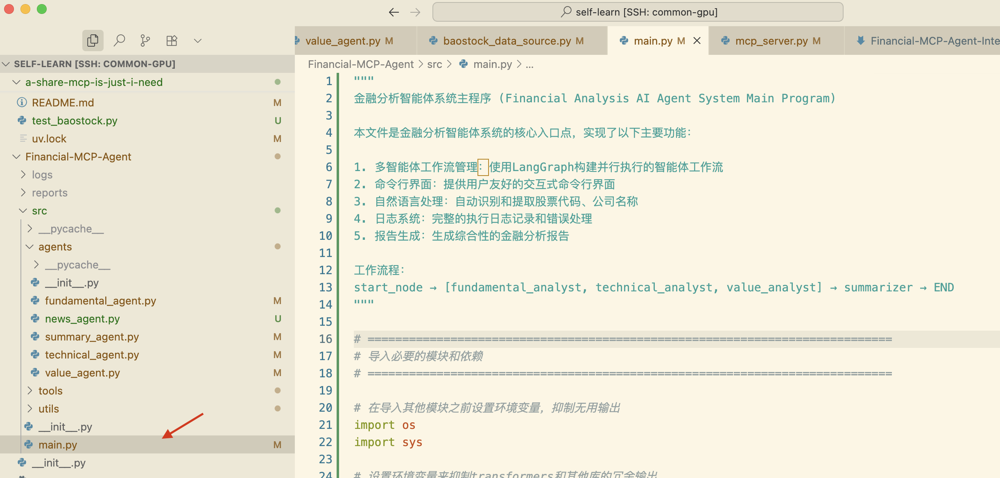 self-learn [SSH: common-gpu]
SELF-LEARN [SSH: COMMON-GPU]
a-share-mcp-is-just-i-need
README.md M
test_baostock.py U
uv.lock M
Financial-MCP-Agent
logs
reports
src
__pycache__
agents
__pycache__
__init__.py
fundamental_agent.py M
news_agent.py U
summary_agent.py M
technical_agent.py M
value_agent.py M
tools
utils
__init__.py
main.py M
__init__.py
value_agent.py M
baostock_data_source.py M
main.py M
mcp_server.py M
Financial-MCP-Agent-Inte
Financial-MCP-Agent > src > main.py > ...
1 """
2 金融分析智能体系统主程序 (Financial Analysis AI Agent System Main Program)
3
4 本文件是金融分析智能体系统的核心入口点，实现了以下主要功能：
5
6 1. 多智能体工作流管理：使用LangGraph构建并行执行的智能体工作流
7 2. 命令行界面：提供用户友好的交互式命令行界面
8 3. 自然语言处理：自动识别和提取股票代码、公司名称
9 4. 日志系统：完整的执行日志记录和错误处理
10 5. 报告生成：生成综合性的金融分析报告
11
12 工作流程：
13 start_node → [fundamental_analyst, technical_analyst, value_analyst] → summarizer → END
14 """
15
16 # ============================================================================
17 # 导入必要的模块和依赖
18 # ============================================================================
19
20 # 在导入其他模块之前设置环境变量，抑制无用输出
21 import os
22 import sys
23
24 # 设置环境变量来抑制transformers和其他库的冗余输出